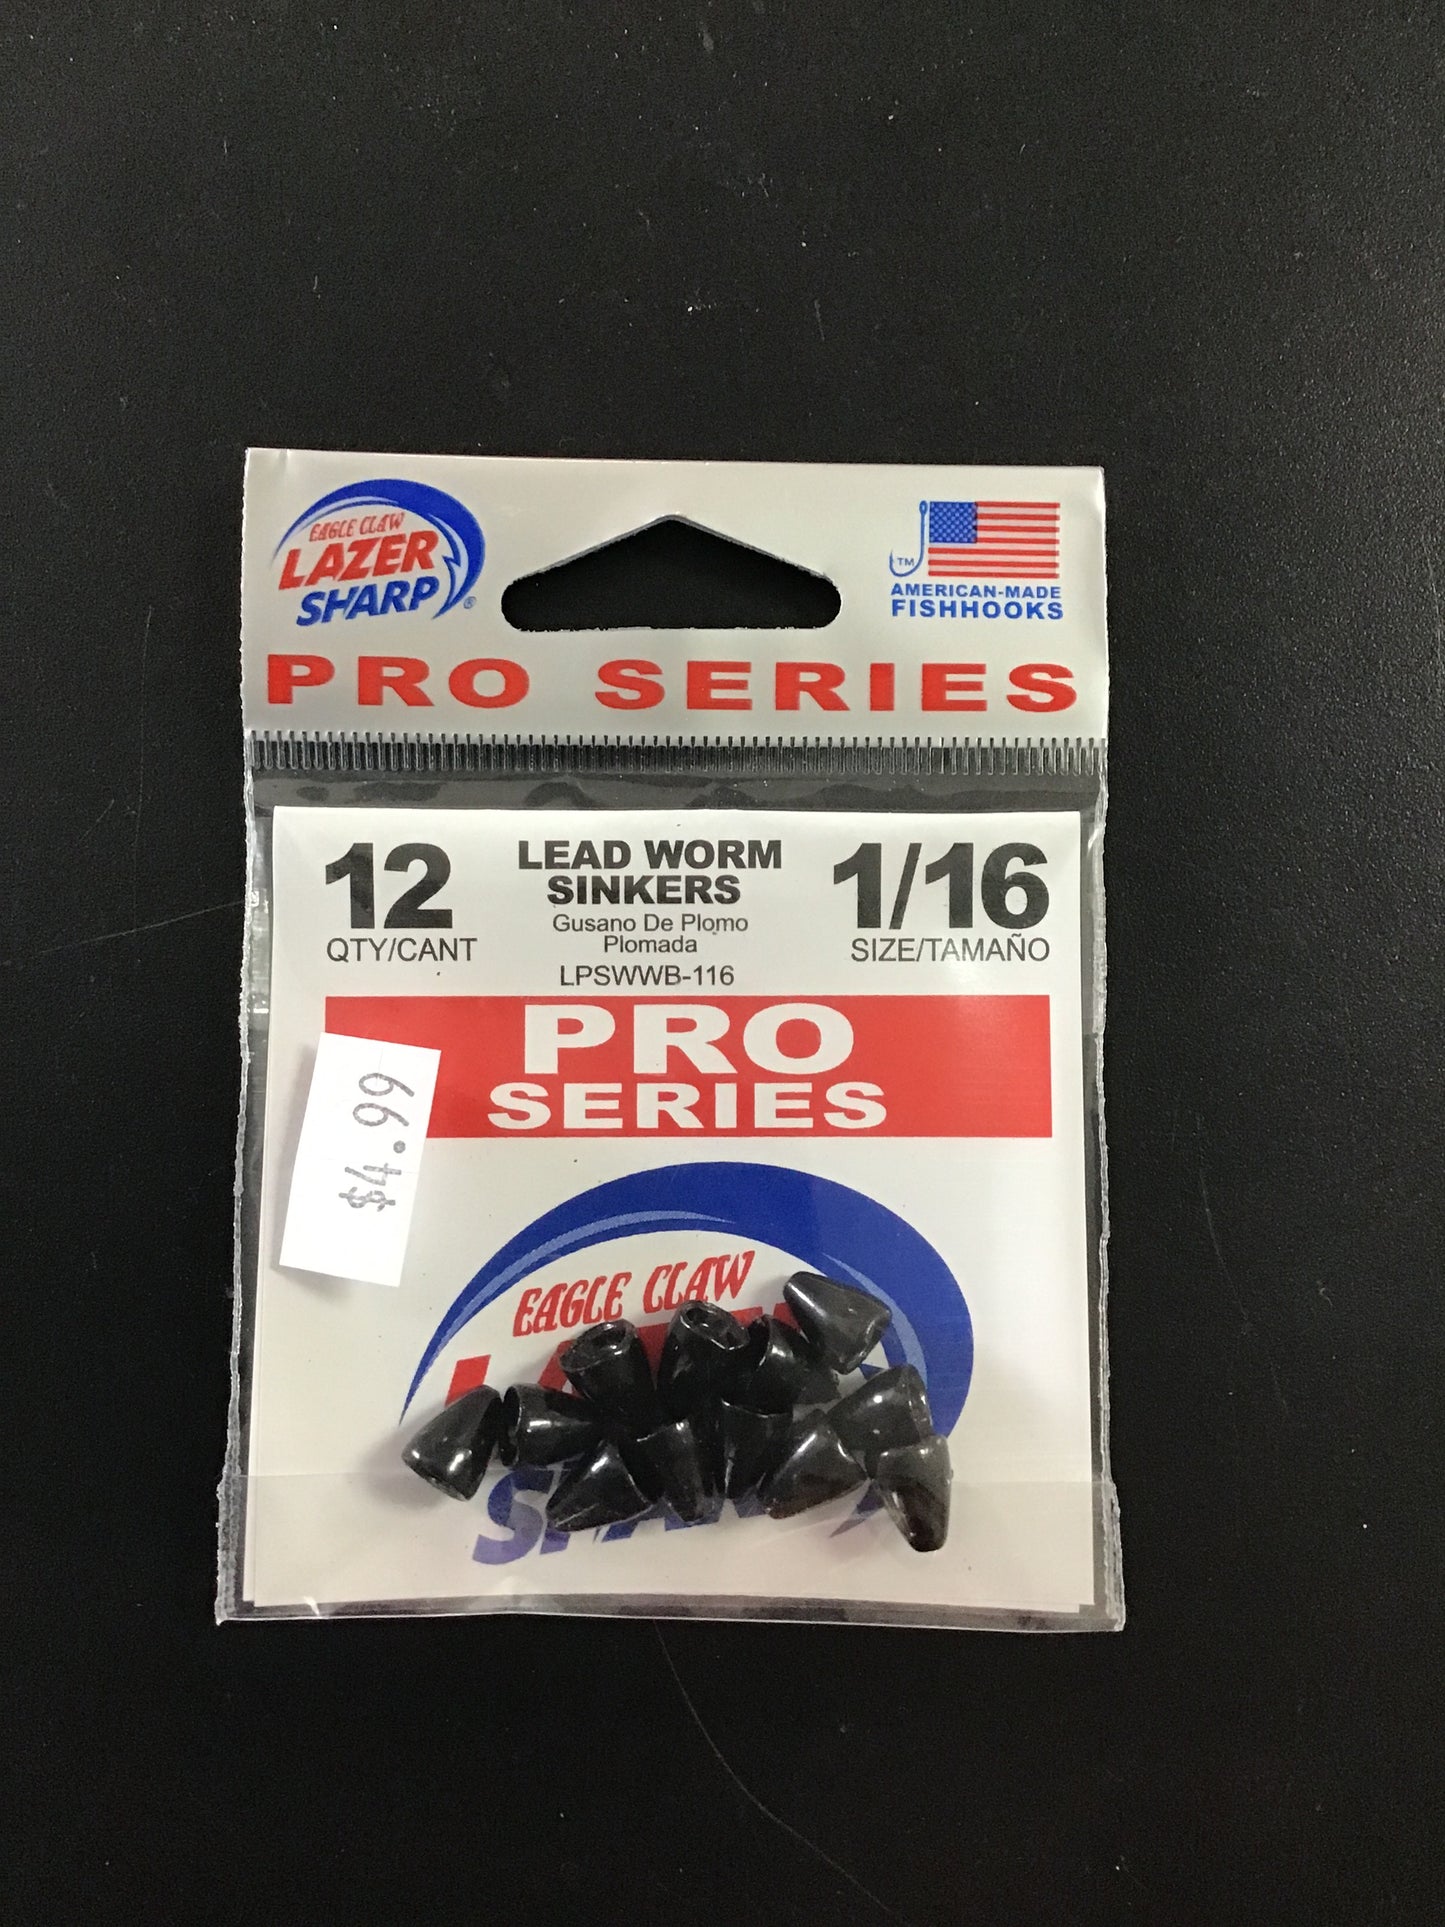 EAGLE CLAW
LAZER
SHARP®
TM
AMERICAN-MADE
FISHHOOKS
PRO SERIES
12
QTY/CANT
LEAD WORM
SINKERS
Gusano De Plomo
Plomada
LPSWWB-116
1/16
SIZE/TAMAÑO
PRO
SERIES
$4.99
EAGLE CLAW